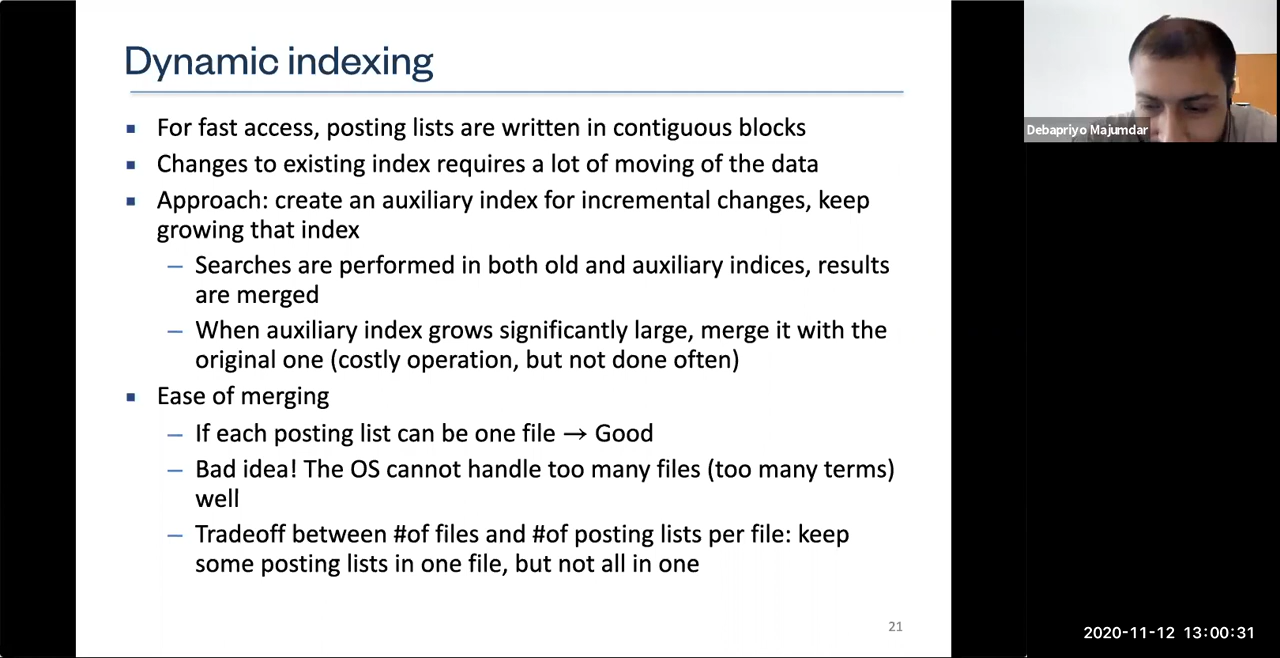 Dynamic indexing
▪ For fast access, posting lists are written in contiguous blocks
▪ Changes to existing index requires a lot of moving of the data
▪ Approach: create an auxiliary index for incremental changes, keep
growing that index
– Searches are performed in both old and auxiliary indices, results
are merged
– When auxiliary index grows significantly large, merge it with the
original one (costly operation, but not done often)
▪ Ease of merging
– If each posting list can be one file → Good
– Bad idea! The OS cannot handle too many files (too many terms)
well
– Tradeoff between #of files and #of posting lists per file: keep
some posting lists in one file, but not all in one
21
Debapriyo Majumdar
2020-11-12 13:00:31